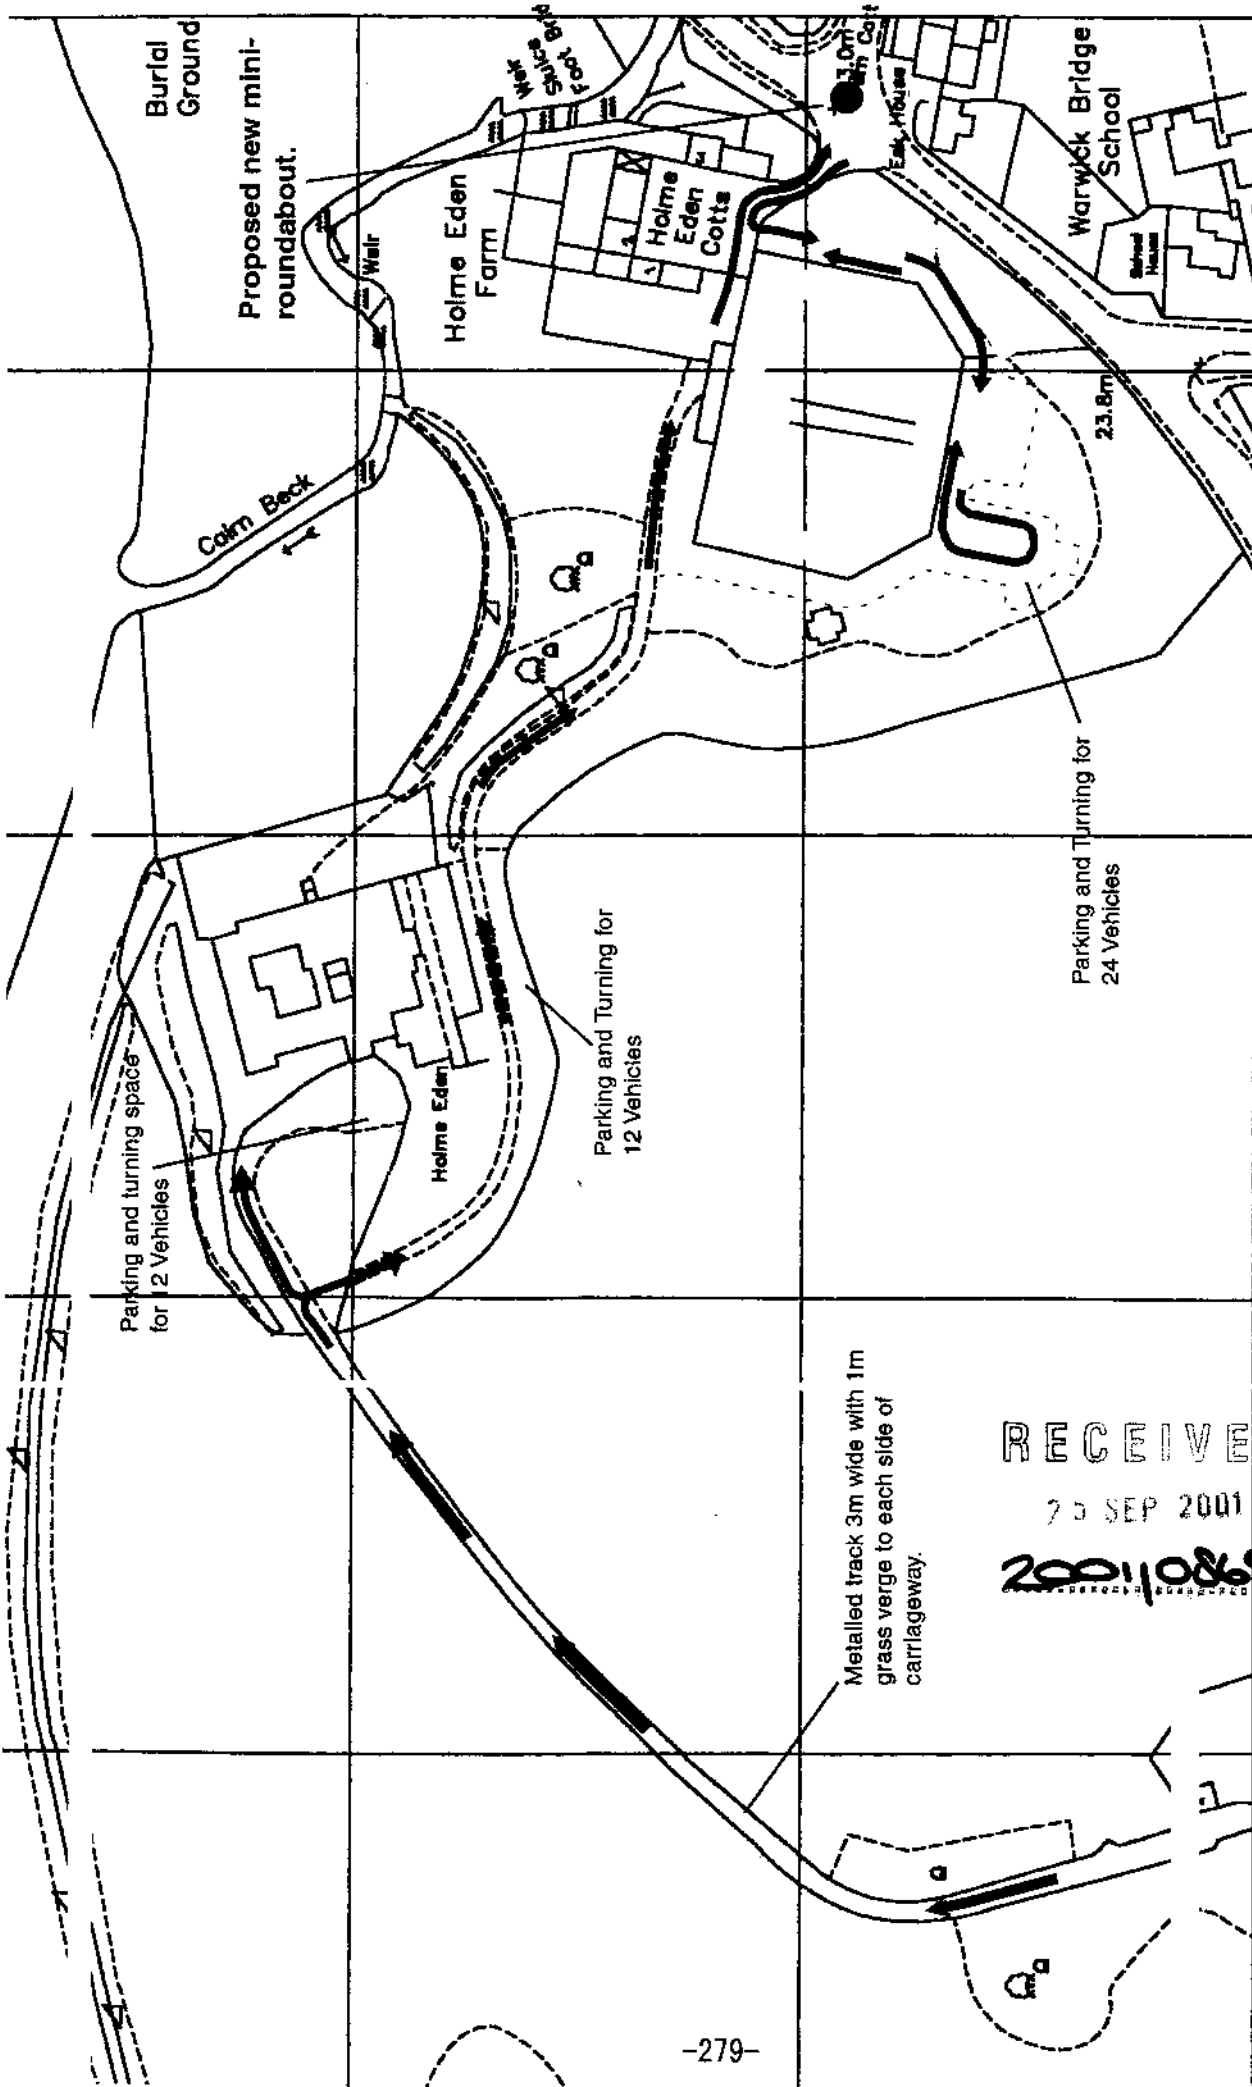 Burial
Ground
Proposed new mini-
roundabout.
Weir
Sluice
Foot Brid
Weir
Cairn Beck
Holme Eden
Farm
Holme
Eden
Cotts
Esk House
Warwick Bridge
School
School
House
23.8m
Parking and turning space
for 12 Vehicles
Holme Eden
Parking and Turning for
12 Vehicles
Parking and Turning for
24 Vehicles
Metalled track 3m wide with 1m
grass verge to each side of
carriageway.
RECEIVE
25 SEP 2001
-279-